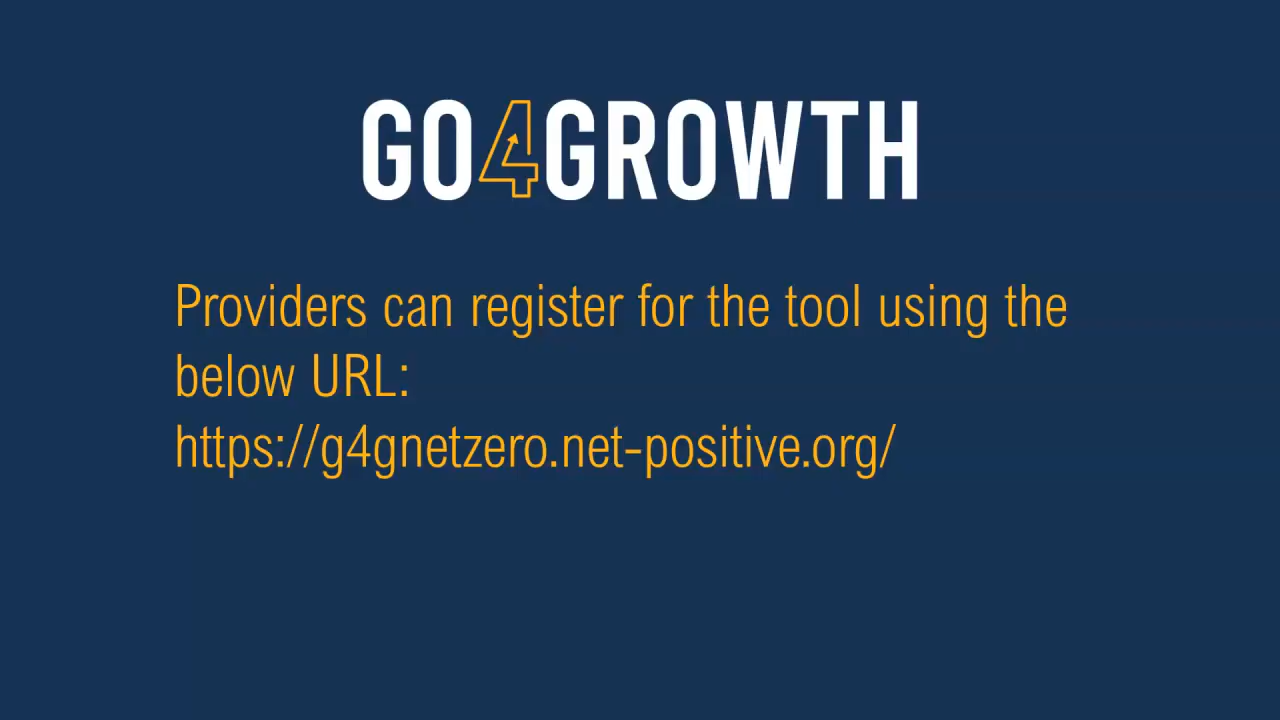 GO4GROWTH
Providers can register for the tool using the
below URL:
https://g4gnetzero.net-positive.org/